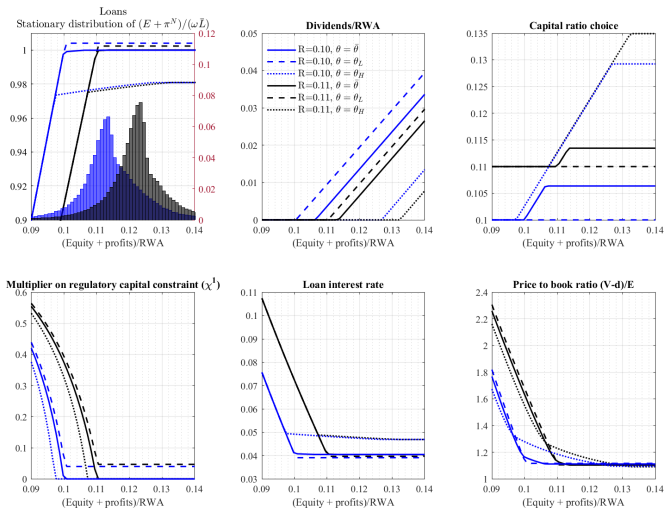 Loans
Stationary distribution of (E + π^N)/(ωL̄)
1
0.98
0.96
0.94
0.92
0.9
0.12
0.1
0.08
0.06
0.04
0.02
0
0.09 0.1 0.11 0.12 0.13 0.14
(Equity + profits)/RWA
Dividends/RWA
R=0.10, θ = θ̄
R=0.10, θ = θ_L
R=0.10, θ = θ_H
R=0.11, θ = θ̄
R=0.11, θ = θ_L
R=0.11, θ = θ_H
0.05
0.04
0.03
0.02
0.01
0
0.09 0.1 0.11 0.12 0.13 0.14
(Equity + profits)/RWA
Capital ratio choice
0.135
0.13
0.125
0.12
0.115
0.11
0.105
0.1
0.09 0.1 0.11 0.12 0.13 0.14
(Equity + profits)/RWA
Multiplier on regulatory capital constraint (χ^1)
0.6
0.5
0.4
0.3
0.2
0.1
0
0.09 0.1 0.11 0.12 0.13 0.14
(Equity + profits)/RWA
Loan interest rate
0.11
0.1
0.09
0.08
0.07
0.06
0.05
0.04
0.03
0.09 0.1 0.11 0.12 0.13 0.14
(Equity + profits)/RWA
Price to book ratio (V-d)/E
2.4
2.2
2
1.8
1.6
1.4
1.2
1
0.09 0.1 0.11 0.12 0.13 0.14
(Equity + profits)/RWA